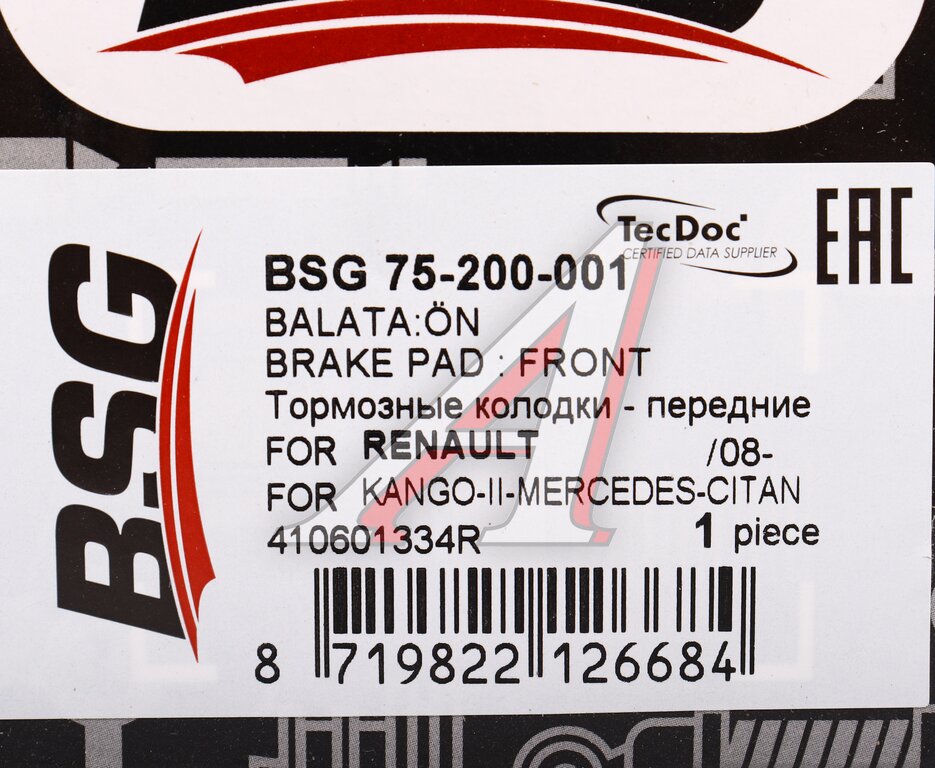 BSG
TecDoc
CERTIFIED DATA SUPPLIER
EAC
BSG 75-200-001
BALATA:ÖN
BRAKE PAD : FRONT
Тормозные колодки - передние
FOR RENAULT /08-
FOR KANGO-II-MERCEDES-CITAN
410601334R 1 piece
8 719822 126684